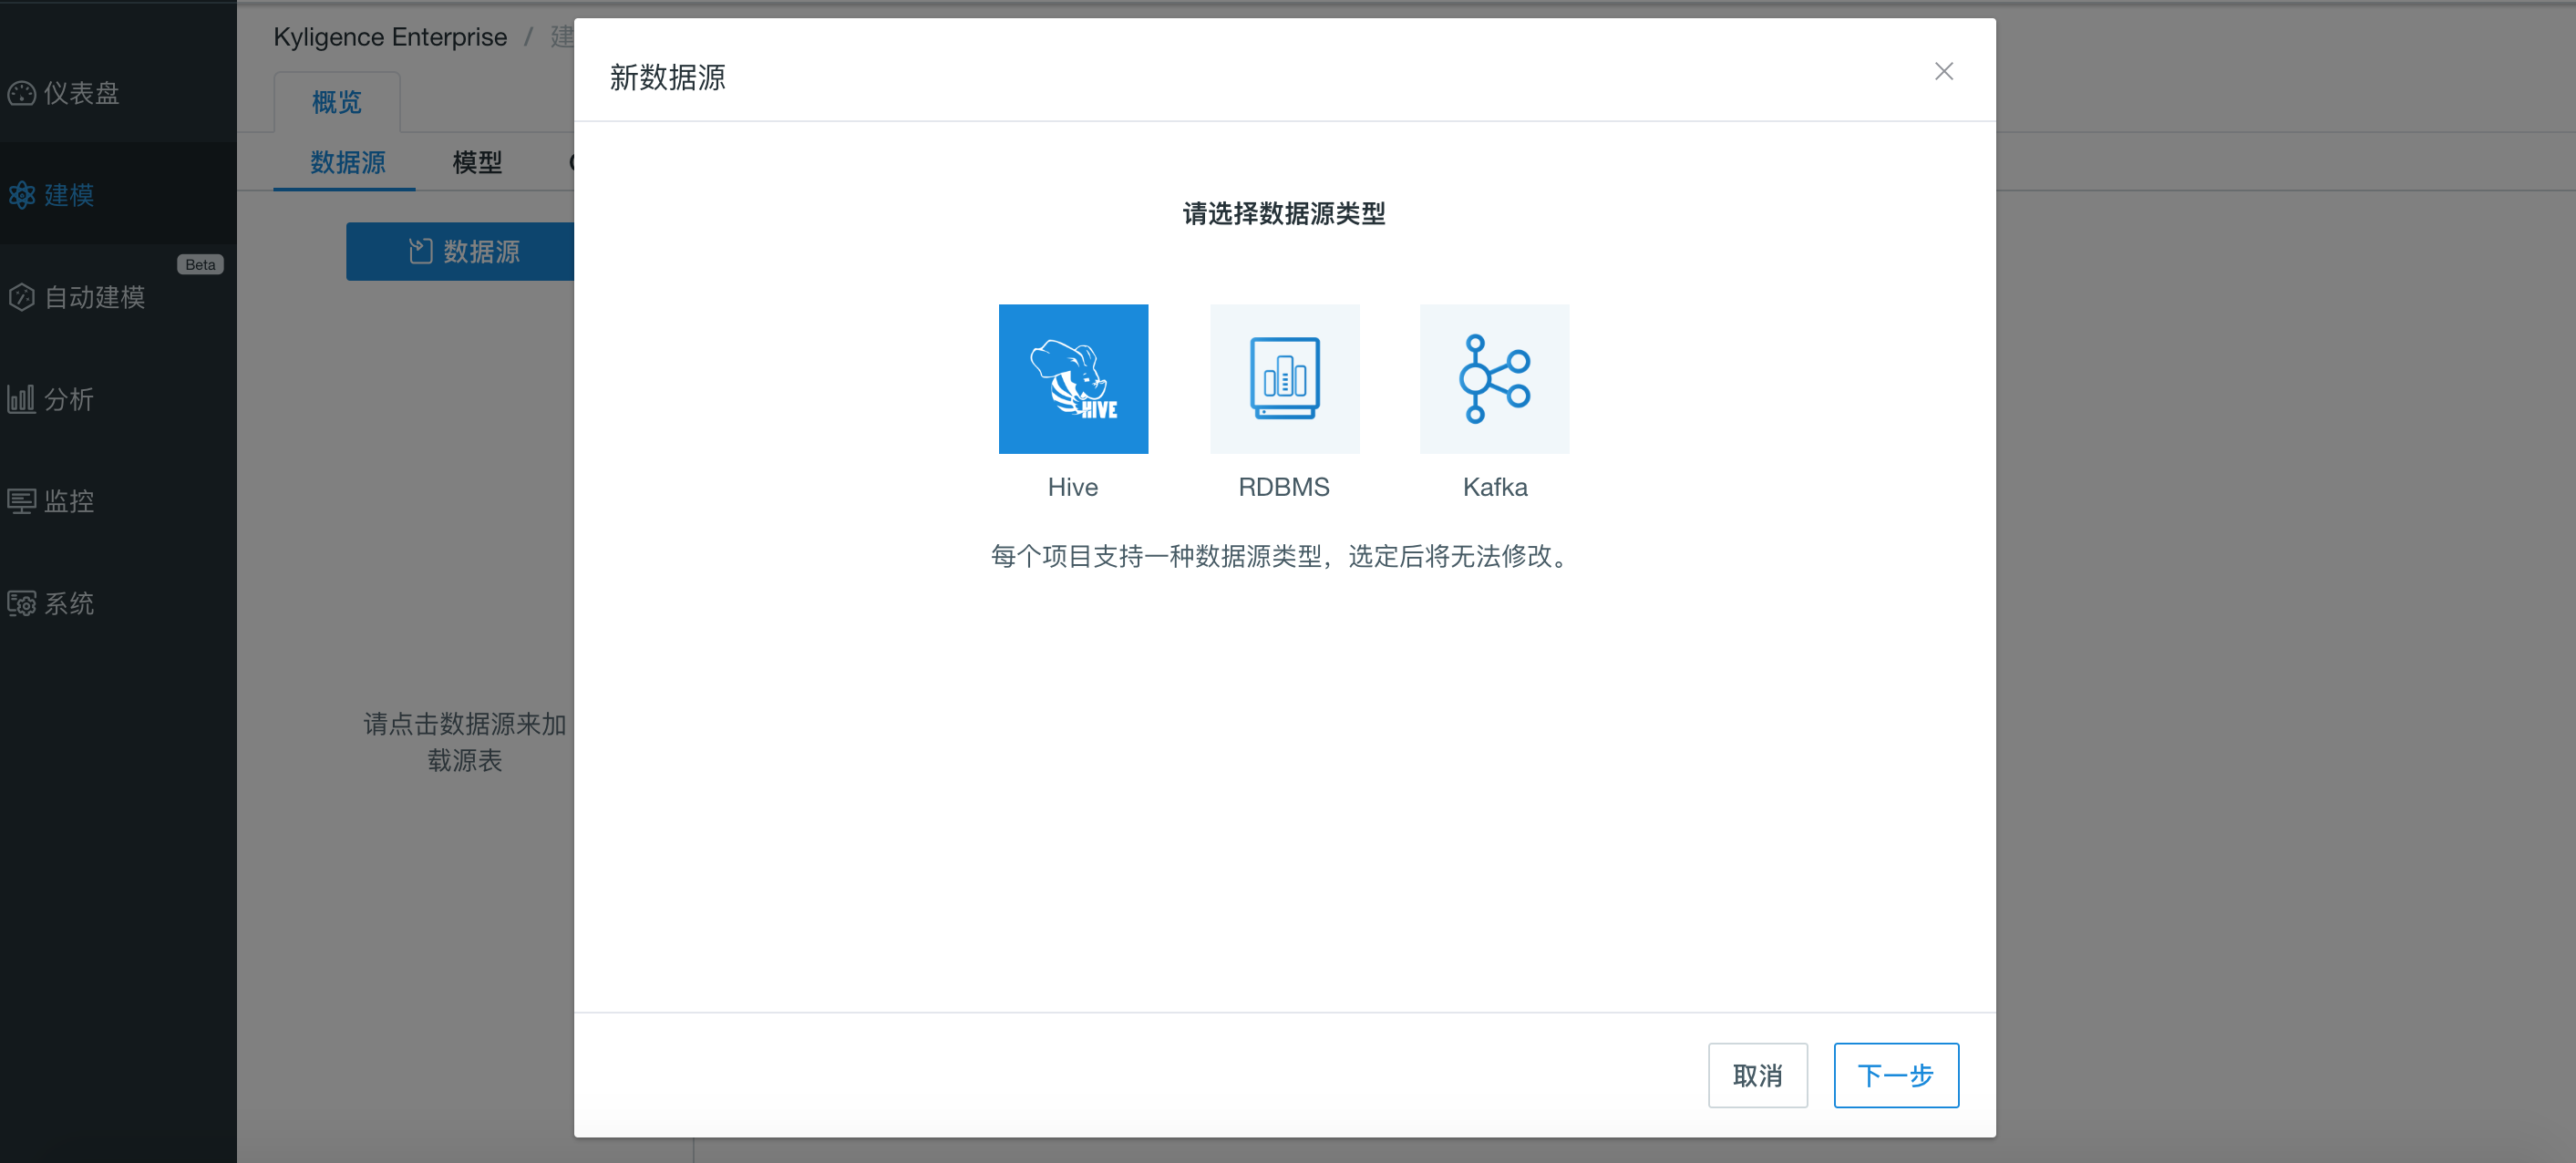 Kyligence Enterprise / 建
仪表盘
建模
Beta
自动建模
分析
监控
系统
概览
数据源 模型
数据源
请点击数据源来加
载源表
新数据源
请选择数据源类型
HIVE
Hive RDBMS Kafka
每个项目支持一种数据源类型，选定后将无法修改。
取消 下一步